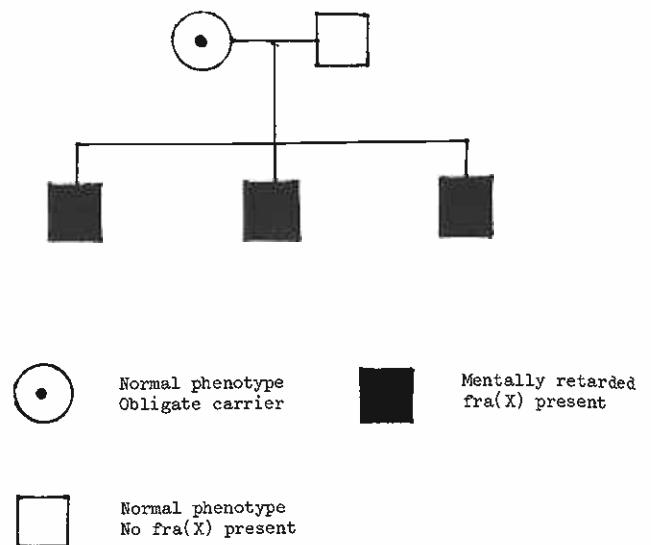 Normal phenotype
Obligate carrier
Mentally retarded
fra(X) present
Normal phenotype
No fra(X) present